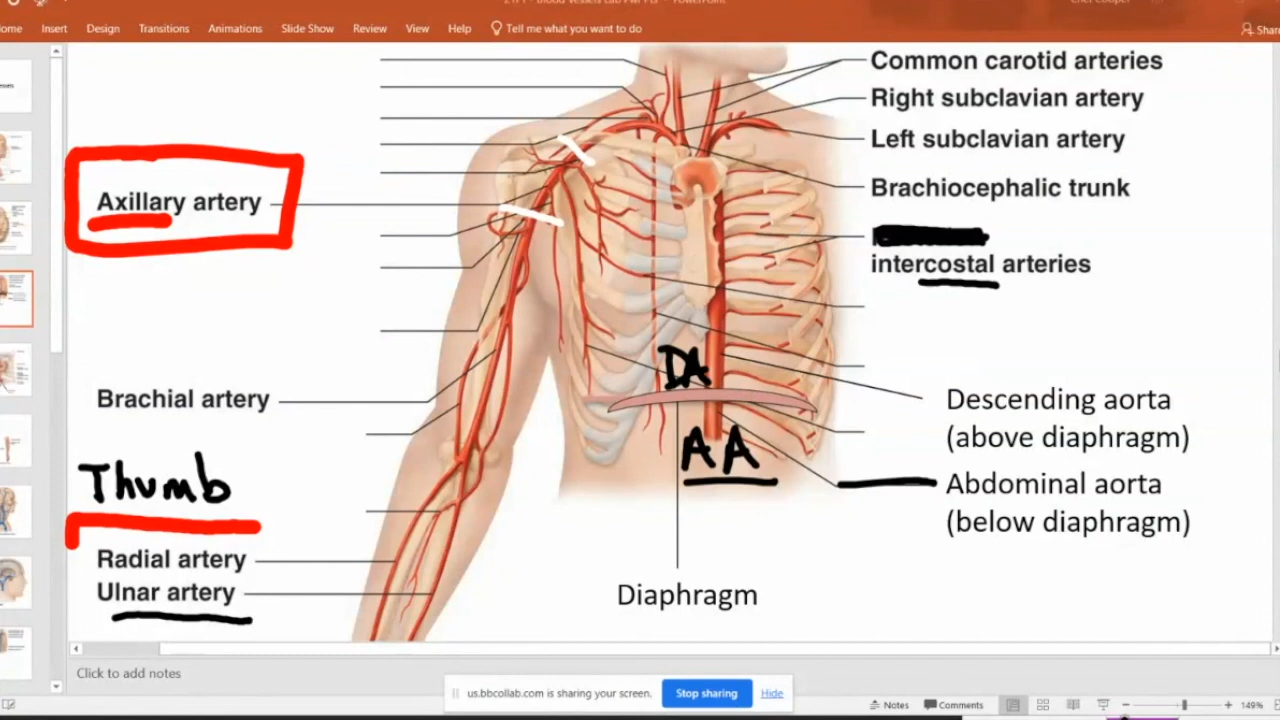 Home Insert Design Transitions Animations Slide Show Review View Help Tell me what you want to do Share
Common carotid arteries
Right subclavian artery
Left subclavian artery
Axillary artery
Brachiocephalic trunk
intercostal arteries
DA
Brachial artery
Descending aorta
(above diaphragm)
AA
Thumb
Abdominal aorta
(below diaphragm)
Radial artery
Ulnar artery
Diaphragm
Click to add notes
us.bbcollab.com is sharing your screen. Stop sharing Hide
Notes Comments 149%